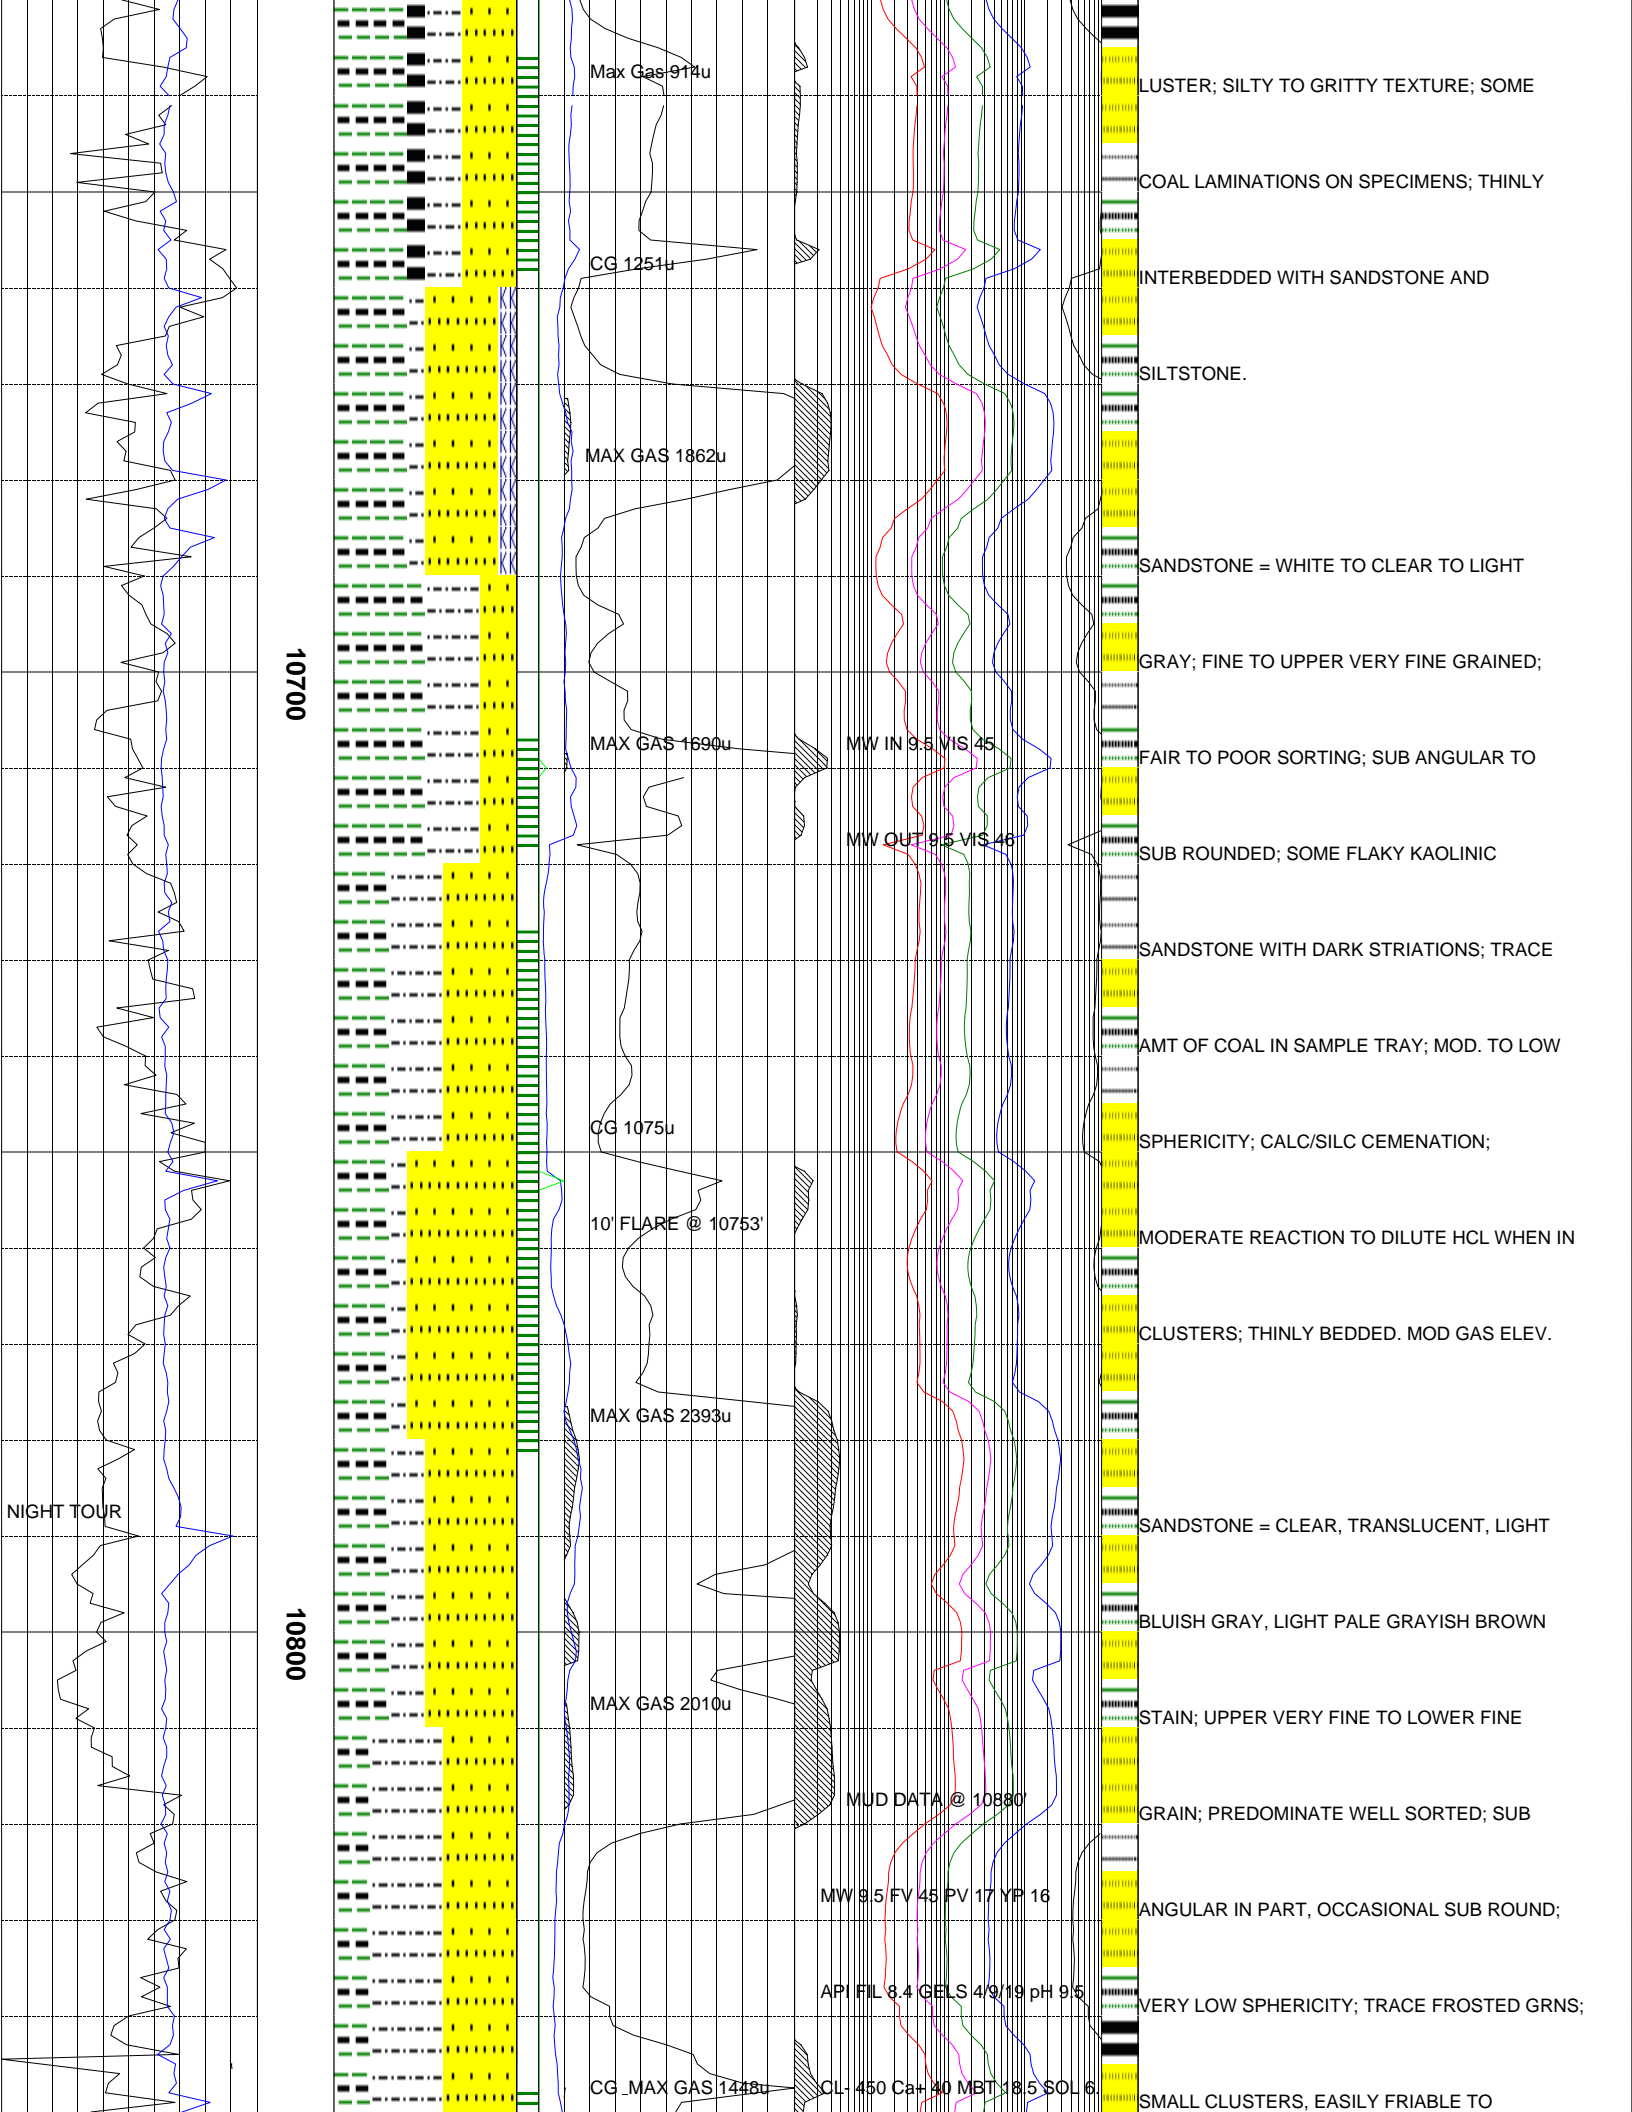 Max Gas 914u
LUSTER; SILTY TO GRITTY TEXTURE; SOME
COAL LAMINATIONS ON SPECIMENS; THINLY
CG 1251u
INTERBEDDED WITH SANDSTONE AND
SILTSTONE.
MAX GAS 1862u
SANDSTONE = WHITE TO CLEAR TO LIGHT
10700
GRAY; FINE TO UPPER VERY FINE GRAINED;
MAX GAS 1690u
MW IN 9.5 VIS 45
FAIR TO POOR SORTING; SUB ANGULAR TO
MW OUT 9.5 VIS 46
SUB ROUNDED; SOME FLAKY KAOLINIC
SANDSTONE WITH DARK STRIATIONS; TRACE
AMT OF COAL IN SAMPLE TRAY; MOD. TO LOW
CG 1075u
SPHERICITY; CALC/SILC CEMENATION;
10' FLARE @ 10753'
MODERATE REACTION TO DILUTE HCL WHEN IN
CLUSTERS; THINLY BEDDED. MOD GAS ELEV.
MAX GAS 2393u
NIGHT TOUR
SANDSTONE = CLEAR, TRANSLUCENT, LIGHT
10800
BLUISH GRAY, LIGHT PALE GRAYISH BROWN
MAX GAS 2010u
STAIN; UPPER VERY FINE TO LOWER FINE
MUD DATA @ 10880'
GRAIN; PREDOMINATE WELL SORTED; SUB
MW 9.5 FV 45 PV 17 YP 16
ANGULAR IN PART, OCCASIONAL SUB ROUND;
API FIL 8.4 GELS 4/9/19 pH 9.5
VERY LOW SPHERICITY; TRACE FROSTED GRNS;
CG_MAX GAS 1448u
CL- 450 Ca+ 40 MBT 18.5 SOL 6.
SMALL CLUSTERS, EASILY FRIABLE TO